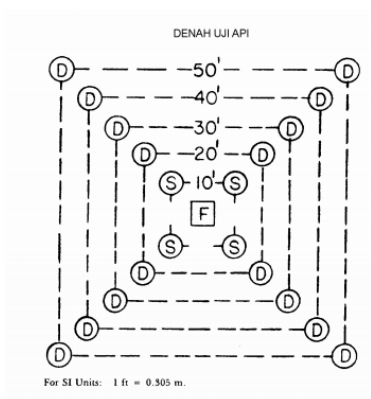 DENAH UJI API
D 50' D
D 40' D
D 30' D
D 20' D
S 10' S
F
S S
D D
D D
D D
D D
For SI Units: 1 ft = 0.305 m.